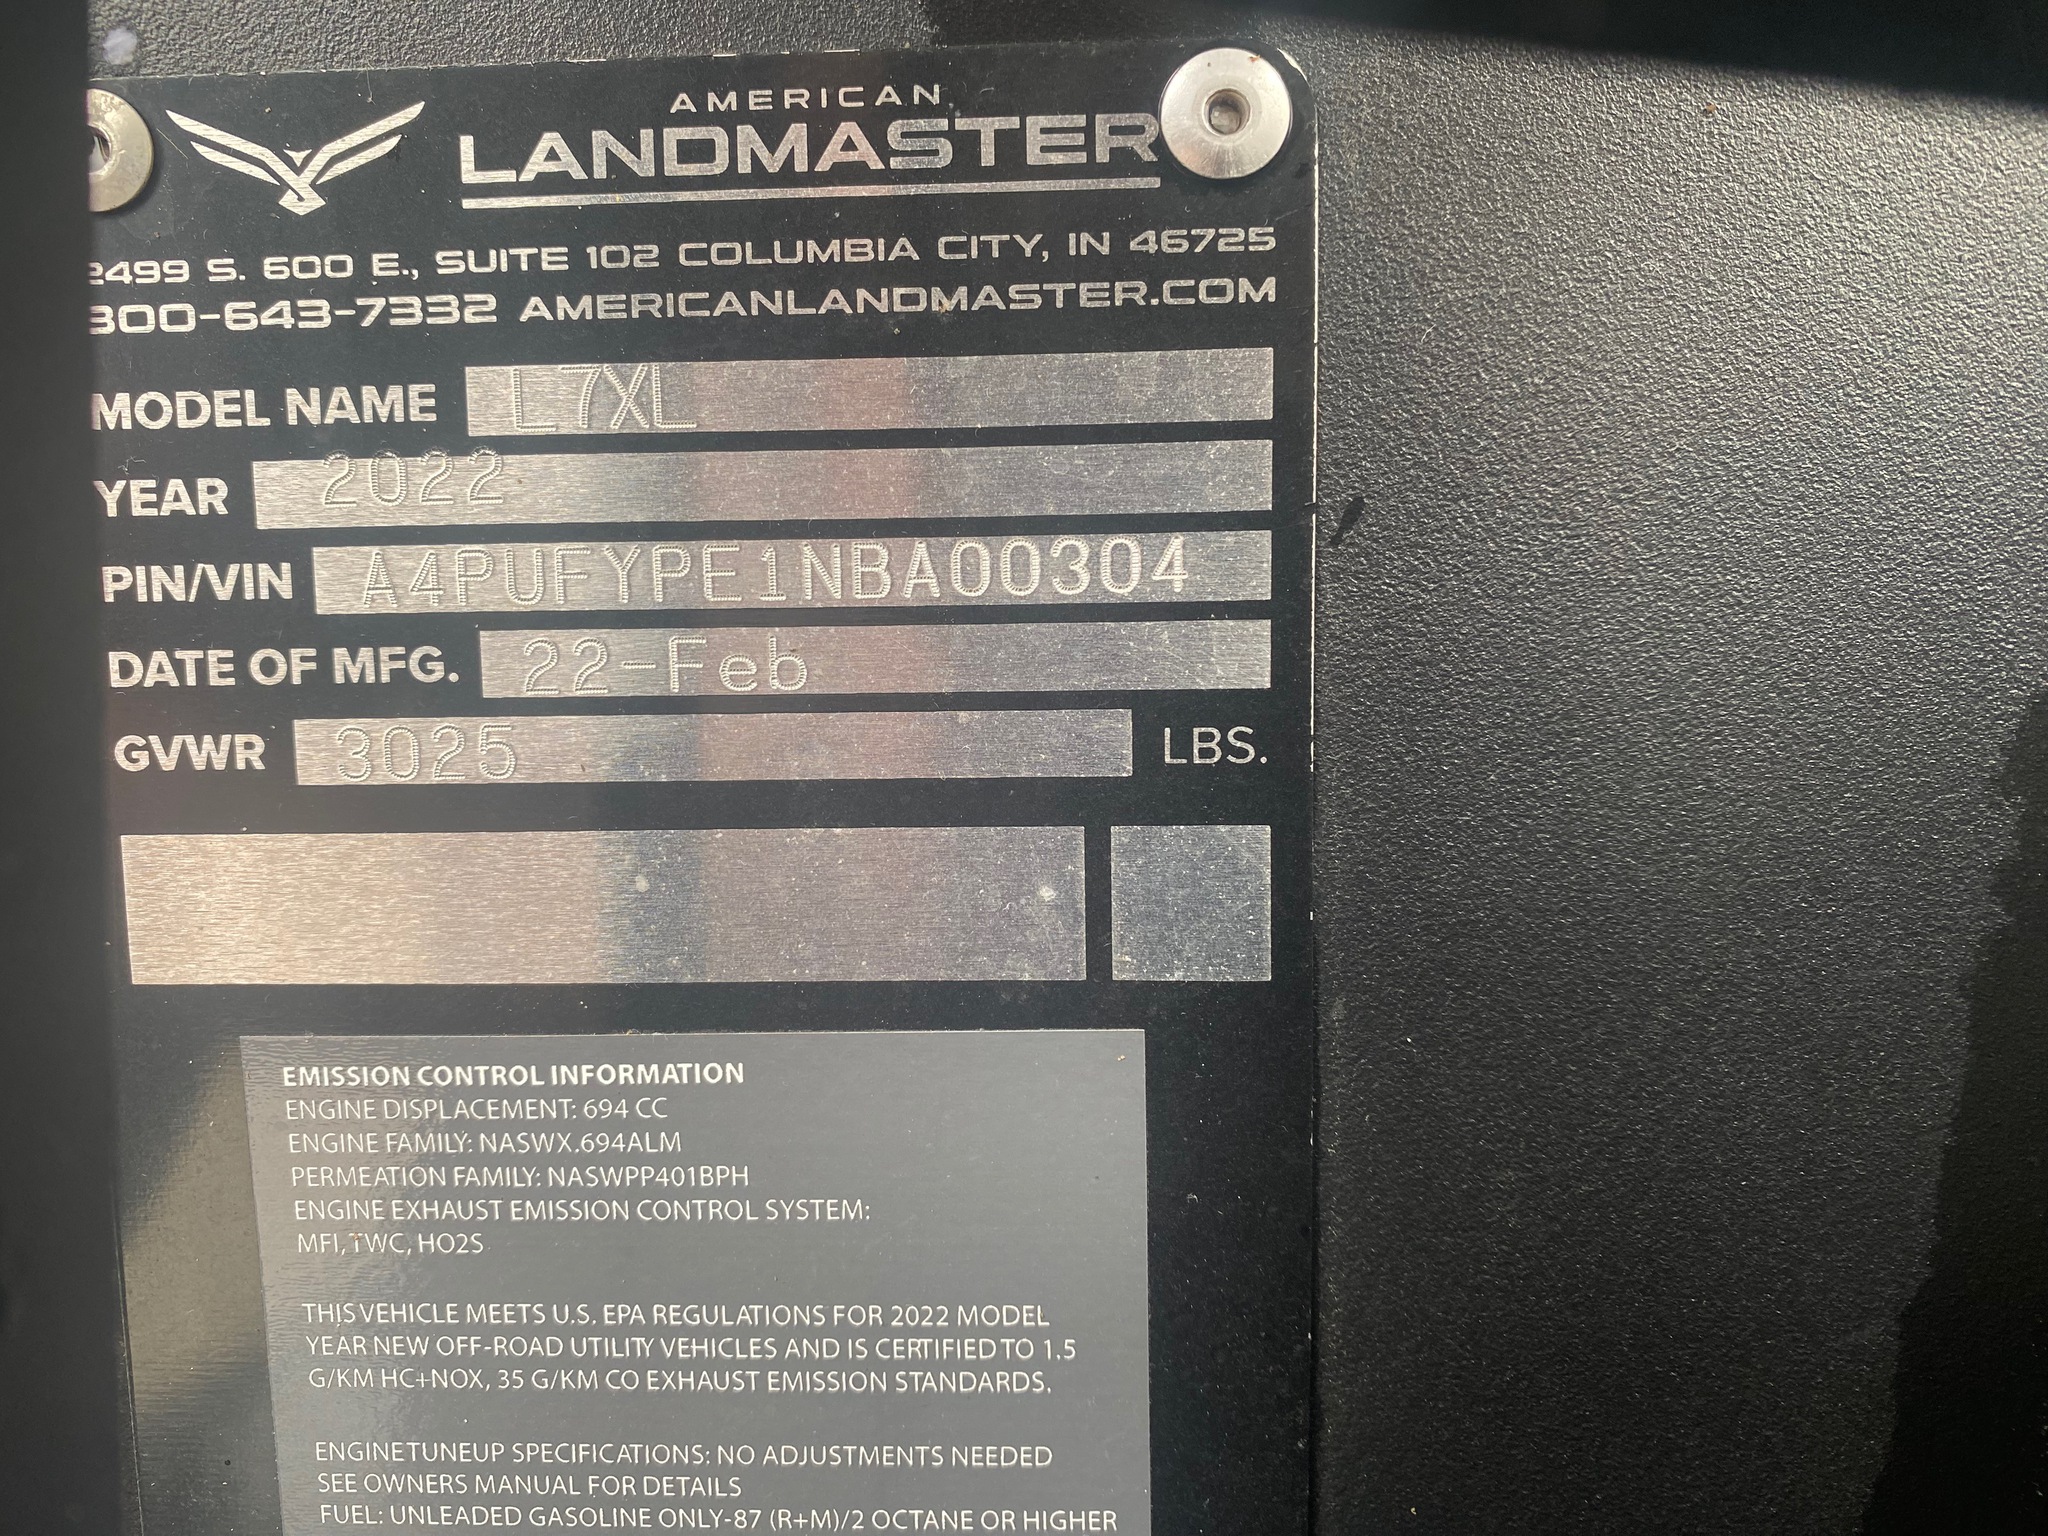 AMERICAN
LANDMASTER
2499 S. 600 E., SUITE 102 COLUMBIA CITY, IN 46725
800-643-7332 AMERICANLANDMASTER.COM
MODEL NAME L7XL
YEAR 2022
PIN/VIN A4PUFYPE1NBA00304
DATE OF MFG. 22-Feb
GVWR 3025 LBS.
EMISSION CONTROL INFORMATION
ENGINE DISPLACEMENT: 694 CC
ENGINE FAMILY: NASWX.694ALM
PERMEATION FAMILY: NASWPP401BPH
ENGINE EXHAUST EMISSION CONTROL SYSTEM:
MFI, TWC, HO2S
THIS VEHICLE MEETS U.S. EPA REGULATIONS FOR 2022 MODEL
YEAR NEW OFF-ROAD UTILITY VEHICLES AND IS CERTIFIED TO 1.5
G/KM HC+NOX, 35 G/KM CO EXHAUST EMISSION STANDARDS.
ENGINE TUNEUP SPECIFICATIONS: NO ADJUSTMENTS NEEDED
SEE OWNERS MANUAL FOR DETAILS
FUEL: UNLEADED GASOLINE ONLY-87 (R+M)/2 OCTANE OR HIGHER